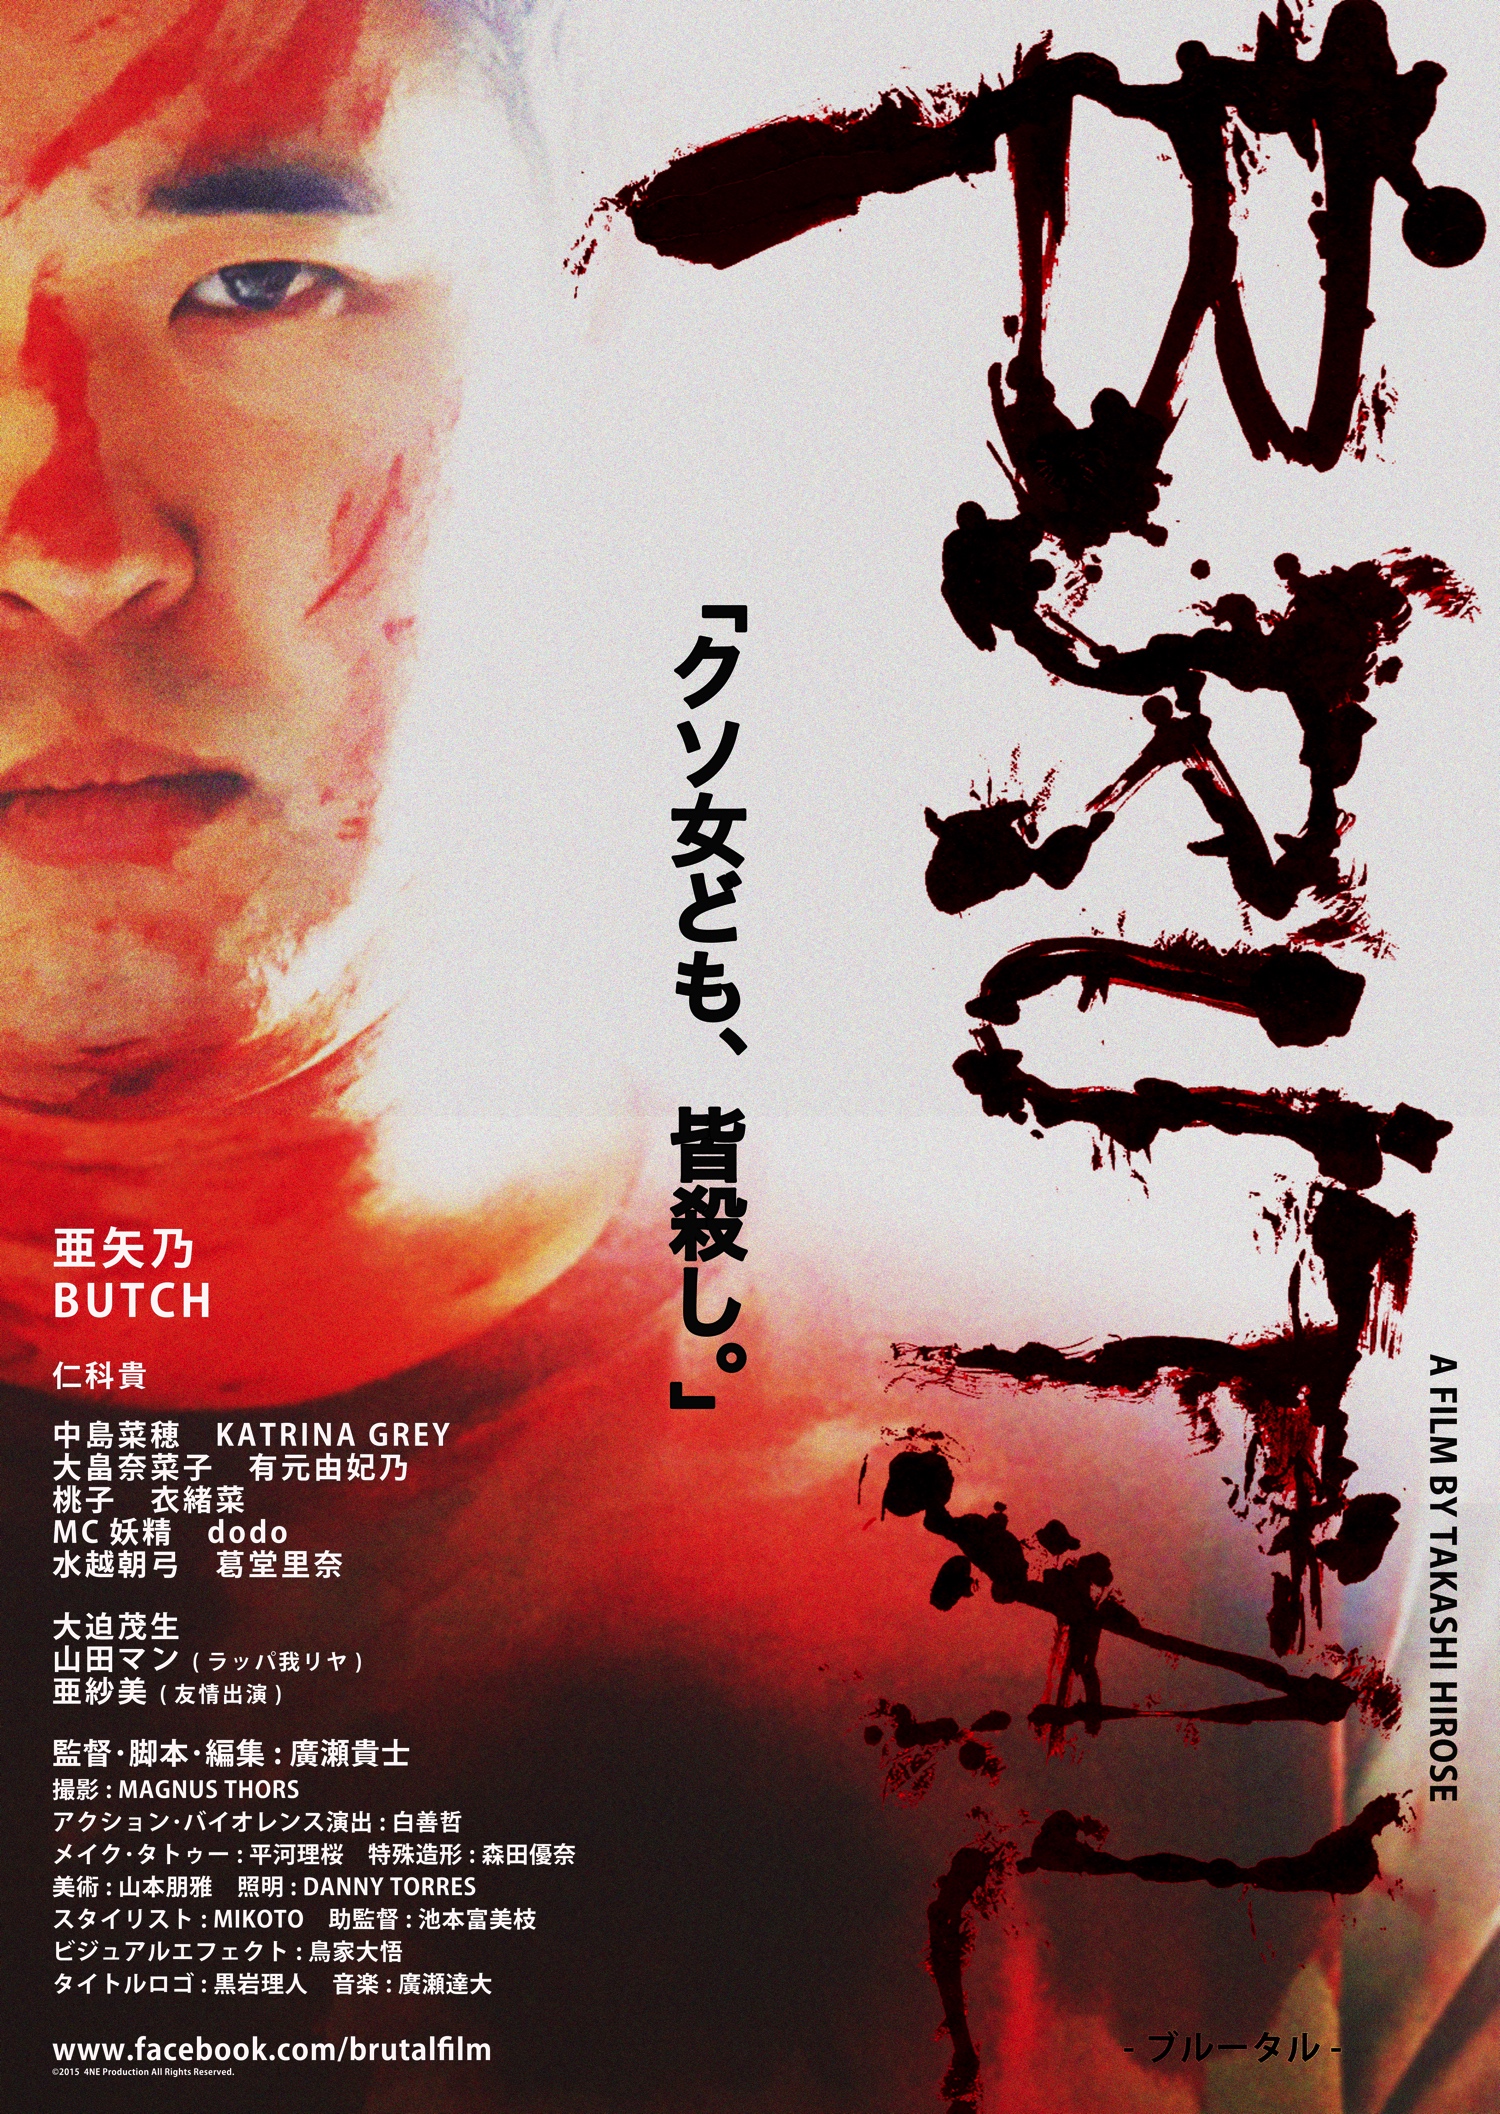 BRUTAL
「クソ女ども、皆殺し。」
A FILM BY TAKASHI HIROSE
亜矢乃
BUTCH
仁科貴
中島菜穂 KATRINA GREY
大畠奈菜子 有元由妃乃
桃子 衣緒菜
MC 妖精 dodo
水越朝弓 葛堂里奈
大迫茂生
山田マン ( ラッパ我リヤ )
亜紗美 ( 友情出演 )
監督・脚本・編集 : 廣瀬貴士
撮影 : MAGNUS THORS
アクション・バイオレンス演出 : 白善哲
メイク・タトゥー : 平河理桜 特殊造形 : 森田優奈
美術 : 山本朋雅 照明 : DANNY TORRES
スタイリスト : MIKOTO 助監督 : 池本富美枝
ビジュアルエフェクト : 鳥家大悟
タイトルロゴ : 黒岩理人 音楽 : 廣瀬達大
www.facebook.com/brutalfilm
©2015 4NE Production All Rights Reserved.
- ブルータル -